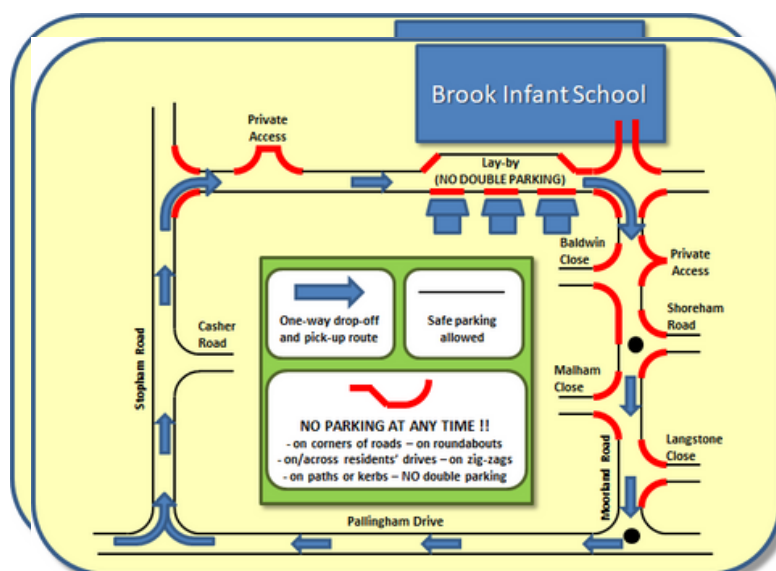 Brook Infant School
Private
Access
Lay-by
(NO DOUBLE PARKING)
Baldwin
Close
Private
Access
One-way drop-off
and pick-up route
Safe parking
allowed
Shoreham
Road
Casher
Road
Stopham Road
Malham
Close
NO PARKING AT ANY TIME !!
- on corners of roads – on roundabouts
- on/across residents' drives – on zig-zags
- on paths or kerbs – NO double parking
Moorland Road
Langstone
Close
Pallingham Drive